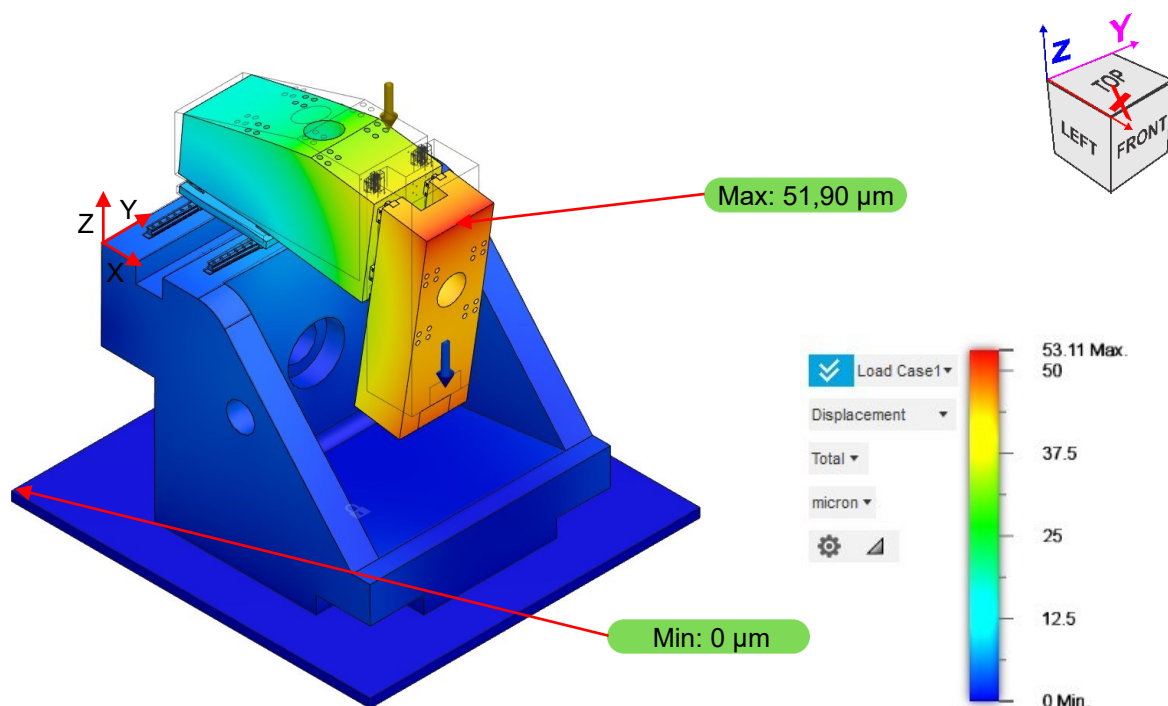 Z
Y
X
TOP
LEFT
FRONT
Max: 51,90 µm
Z
Y
X
53.11 Max.
Load Case1
50
Displacement
37.5
Total
micron
25
12.5
Min: 0 µm
0 Min.